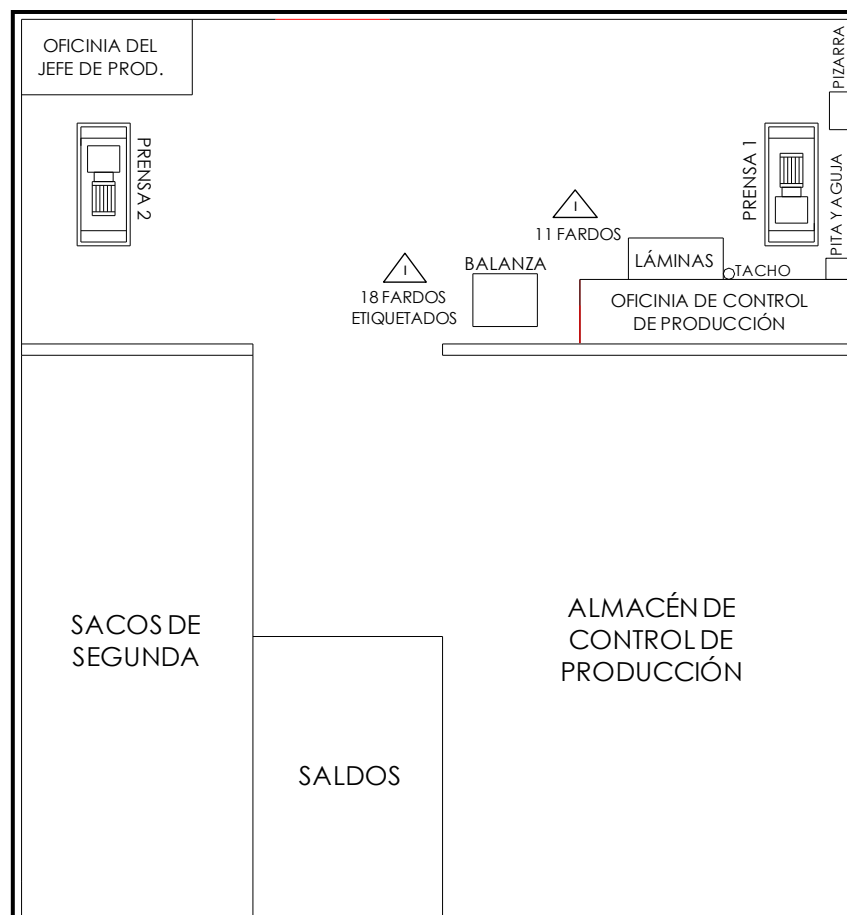 OFICINIA DEL
JEFE DE PROD.
PIZARRA
PRENSA 2
PRENSA 1
PITA Y AGUJA
I
11 FARDOS
I
18 FARDOS
ETIQUETADOS
BALANZA
LÁMINAS
TACHO
OFICINIA DE CONTROL
DE PRODUCCIÓN
SACOS DE
SEGUNDA
ALMACÉN DE
CONTROL DE
PRODUCCIÓN
SALDOS